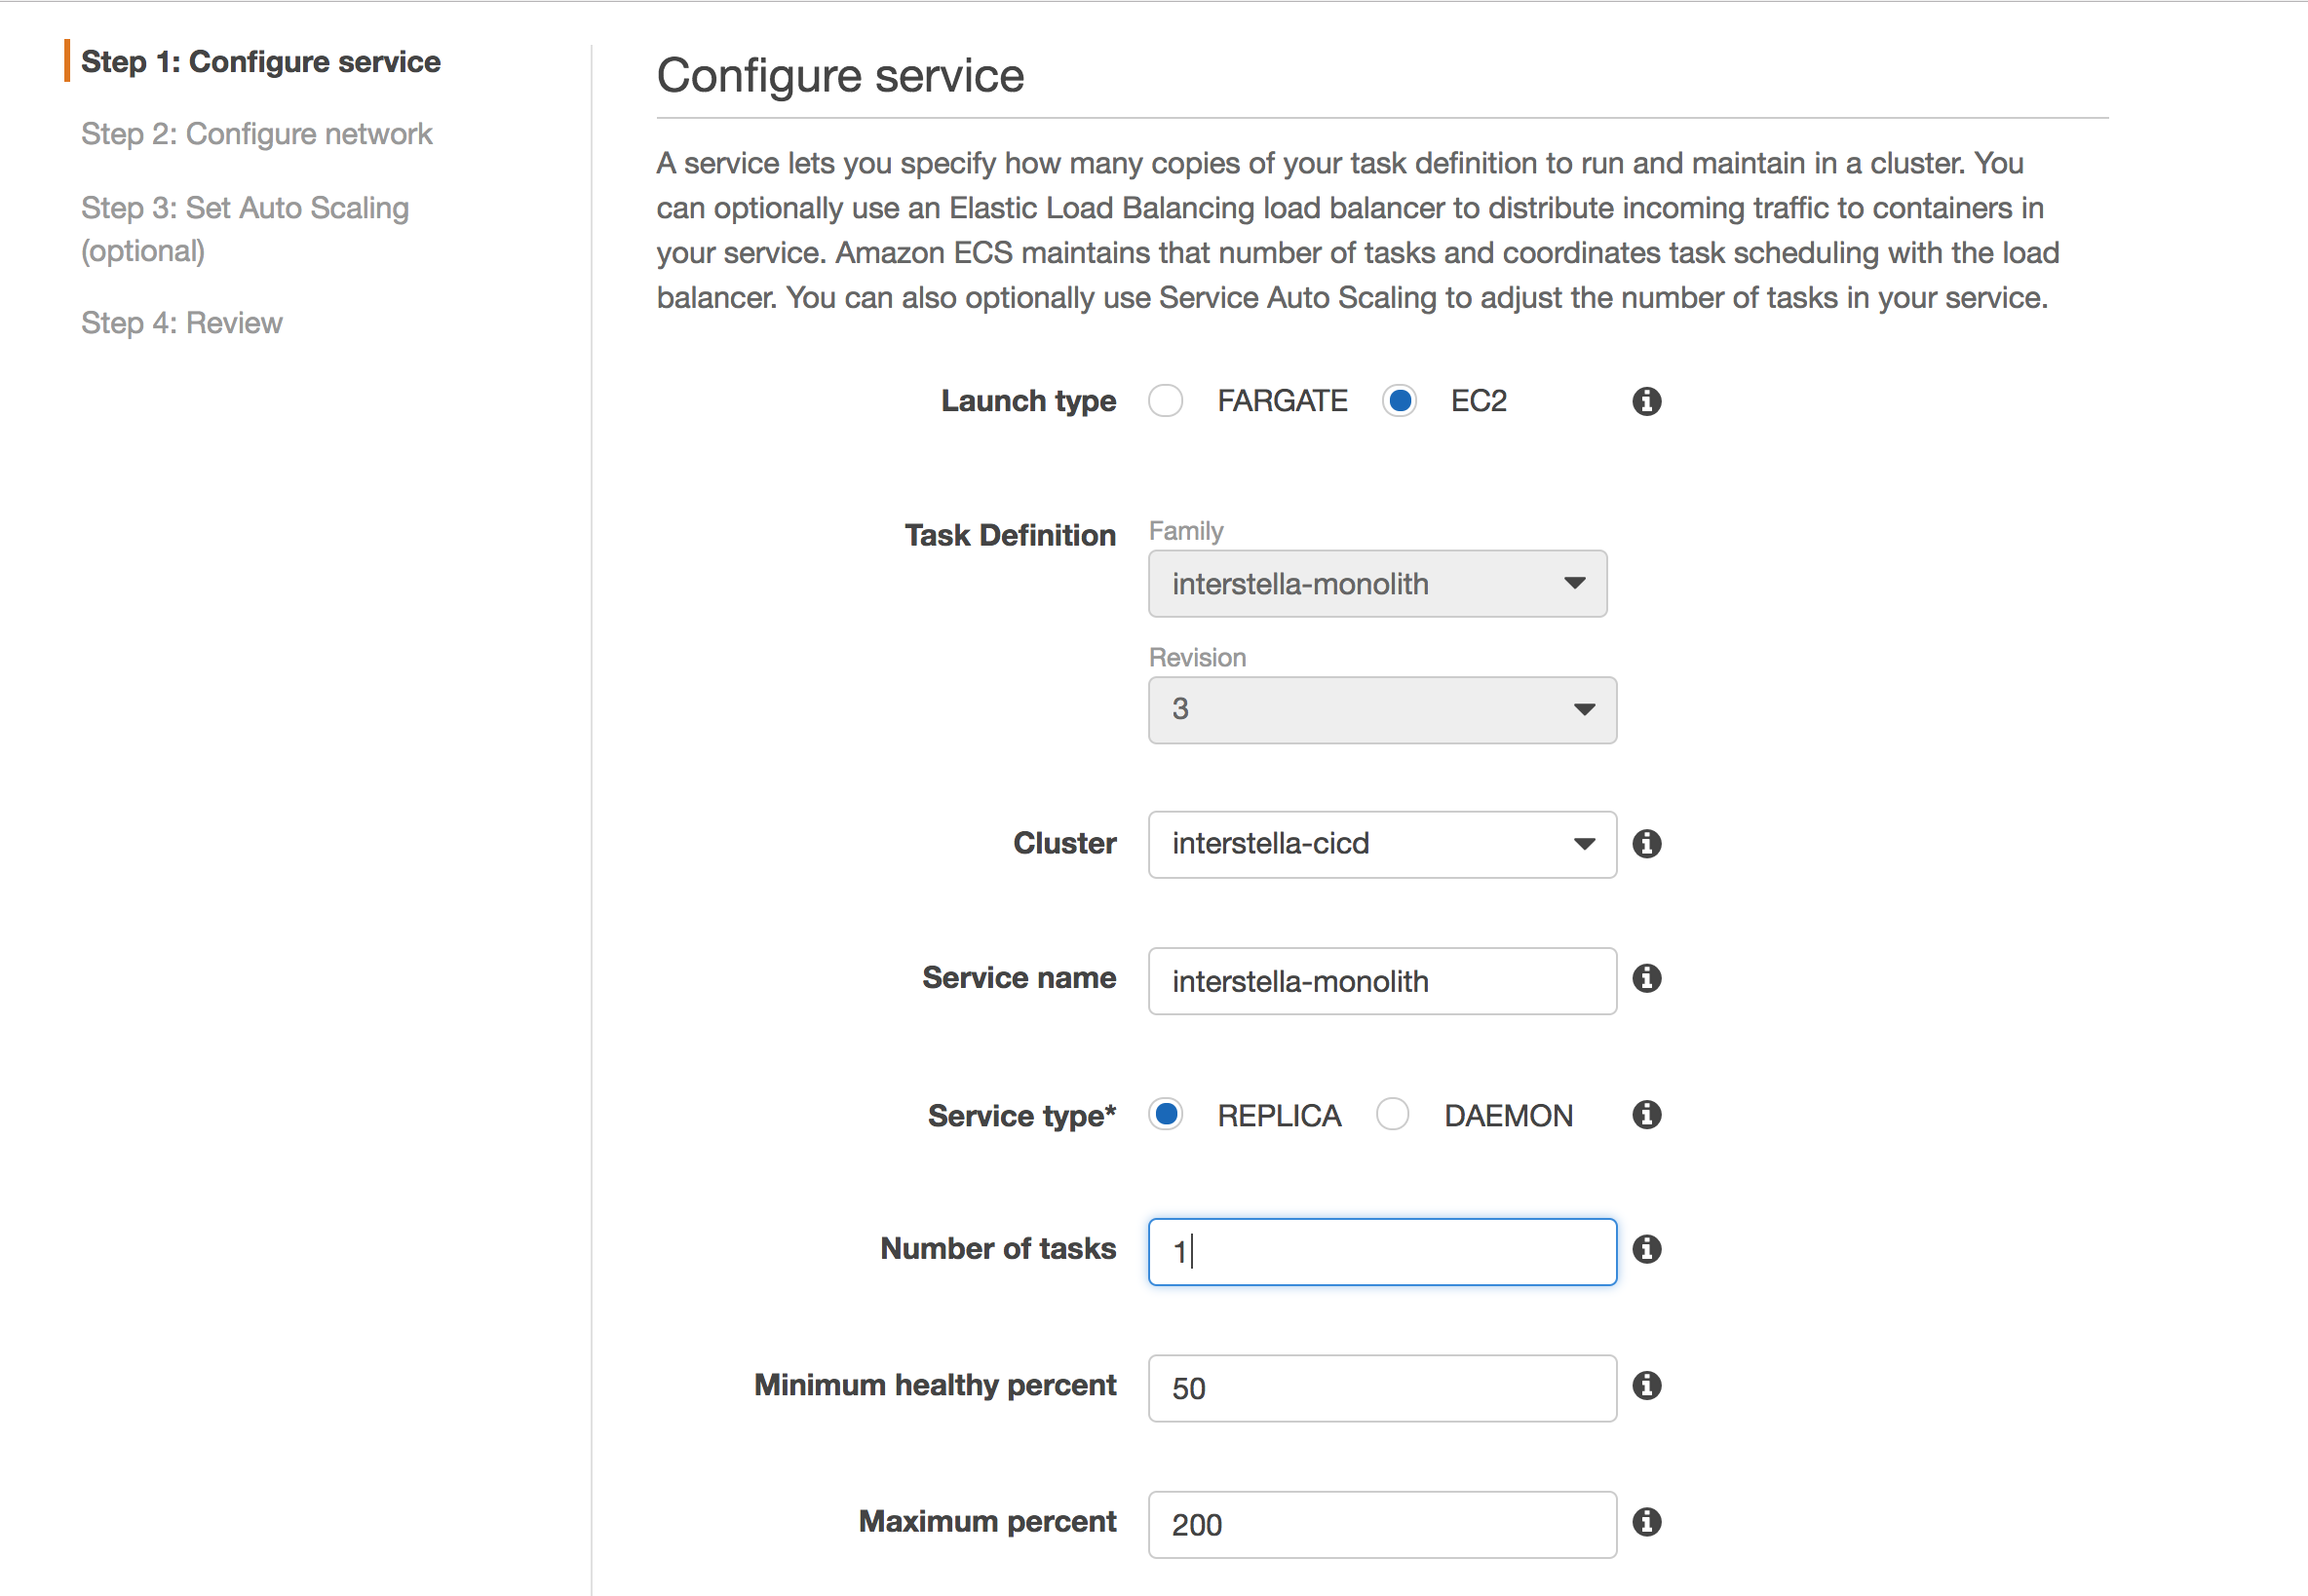 Step 1: Configure service
Step 2: Configure network
Step 3: Set Auto Scaling
(optional)
Step 4: Review
Configure service
A service lets you specify how many copies of your task definition to run and maintain in a cluster. You
can optionally use an Elastic Load Balancing load balancer to distribute incoming traffic to containers in
your service. Amazon ECS maintains that number of tasks and coordinates task scheduling with the load
balancer. You can also optionally use Service Auto Scaling to adjust the number of tasks in your service.
Launch type FARGATE EC2
Task Definition Family
interstella-monolith
Revision
3
Cluster interstella-cicd
Service name interstella-monolith
Service type* REPLICA DAEMON
Number of tasks 1
Minimum healthy percent 50
Maximum percent 200